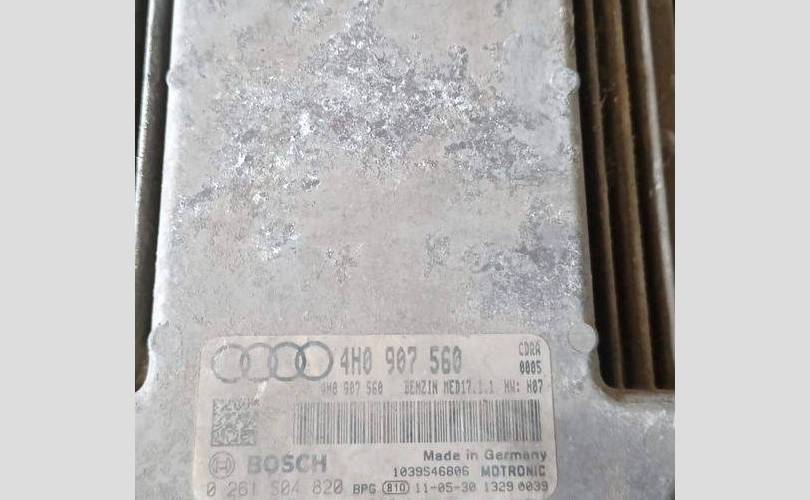 4H0 907 560 CDRA
0005
4H0 907 560 BENZIN MED17.1.1 HW: H07
BOSCH Made in Germany
1039S46806 MOTRONIC
0 261 S04 820 BPG 810 11-05-30 1329 0039